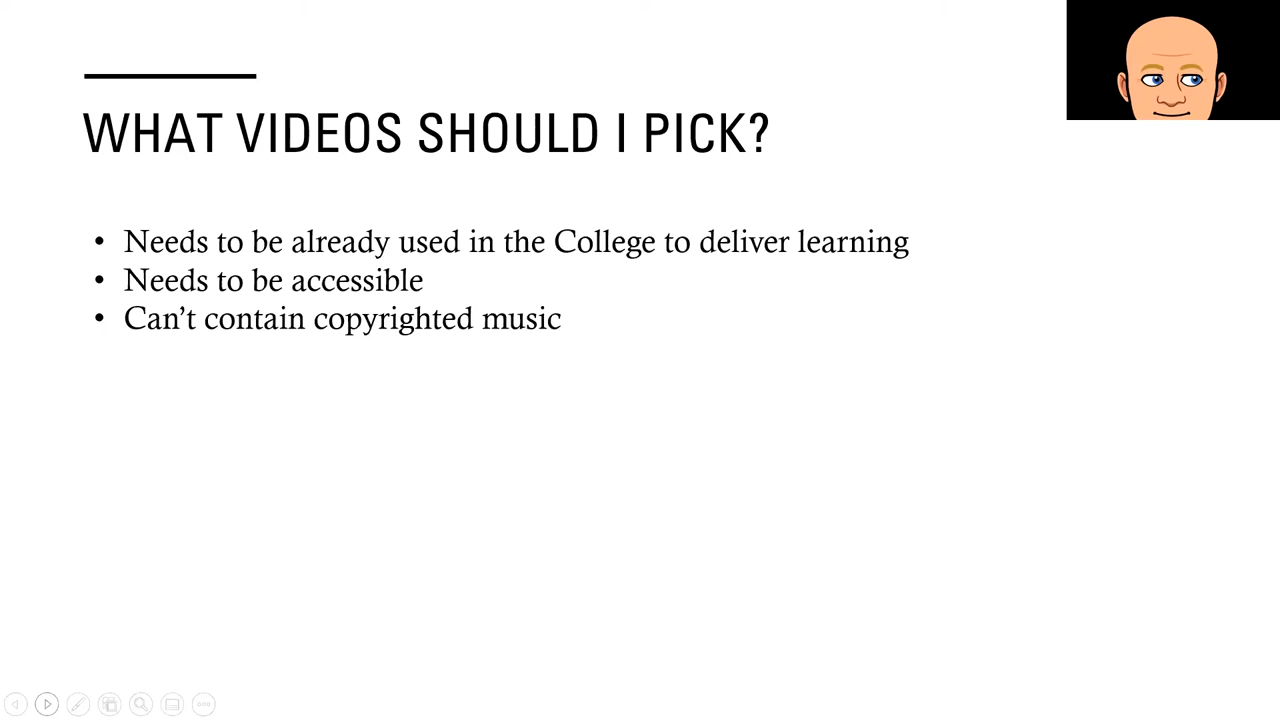 WHAT VIDEOS SHOULD I PICK?
• Needs to be already used in the College to deliver learning
• Needs to be accessible
• Can’t contain copyrighted music